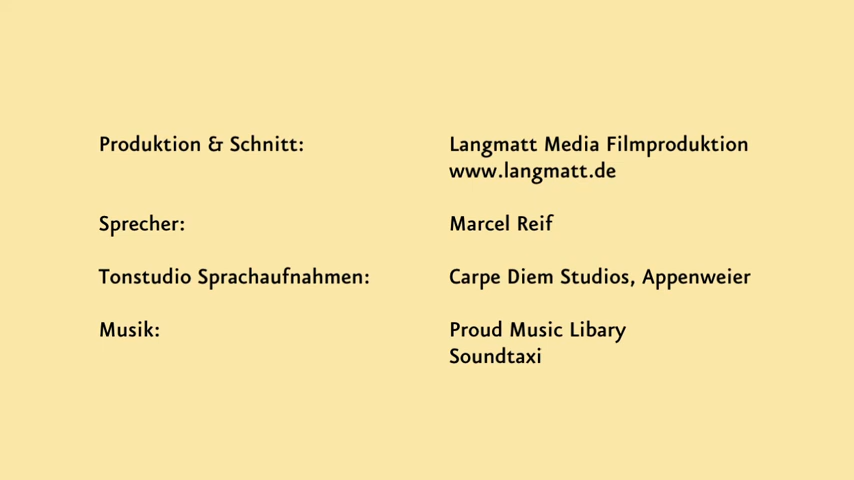 Produktion & Schnitt: Langmatt Media Filmproduktion
www.langmatt.de
Sprecher: Marcel Reif
Tonstudio Sprachaufnahmen: Carpe Diem Studios, Appenweier
Musik: Proud Music Libary
Soundtaxi